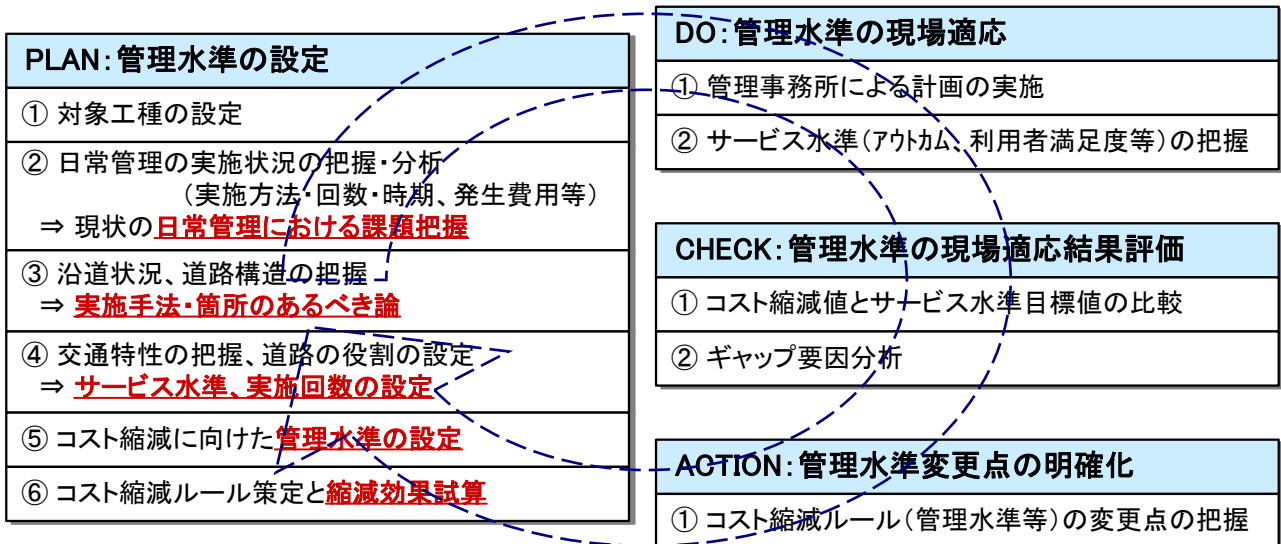 PLAN:管理水準の設定
① 対象工種の設定
② 日常管理の実施状況の把握・分析
(実施方法・回数・時期、発生費用等)
⇒ 現状の日常管理における課題把握
③ 沿道状況、道路構造の把握
⇒ 実施手法・箇所のあるべき論
④ 交通特性の把握、道路の役割の設定
⇒ サービス水準、実施回数の設定
⑤ コスト縮減に向けた管理水準の設定
⑥ コスト縮減ルール策定と縮減効果試算
DO:管理水準の現場適応
① 管理事務所による計画の実施
② サービス水準(アウトカム、利用者満足度等)の把握
CHECK:管理水準の現場適応結果評価
① コスト縮減値とサービス水準目標値の比較
② ギャップ要因分析
ACTION:管理水準変更点の明確化
① コスト縮減ルール(管理水準等)の変更点の把握